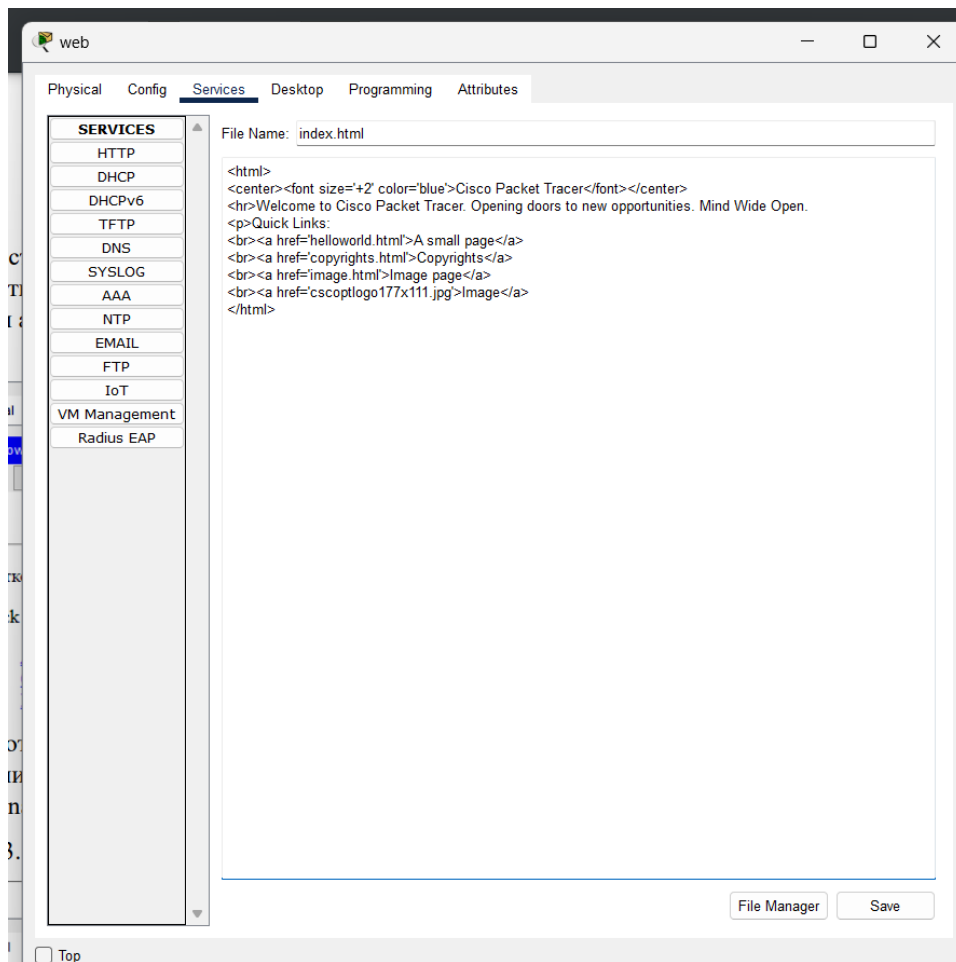 web
Physical Config Services Desktop Programming Attributes
SERVICES
HTTP
DHCP
DHCPv6
TFTP
DNS
SYSLOG
AAA
NTP
EMAIL
FTP
IoT
VM Management
Radius EAP
File Name: index.html
<html>
<center><font size='+2' color='blue'>Cisco Packet Tracer</font></center>
<hr>Welcome to Cisco Packet Tracer. Opening doors to new opportunities. Mind Wide Open.
<p>Quick Links:
<br><a href='helloworld.html'>A small page</a>
<br><a href='copyrights.html'>Copyrights</a>
<br><a href='image.html'>Image page</a>
<br><a href='cscoptlogo177x111.jpg'>Image</a>
</html>
File Manager Save
Top